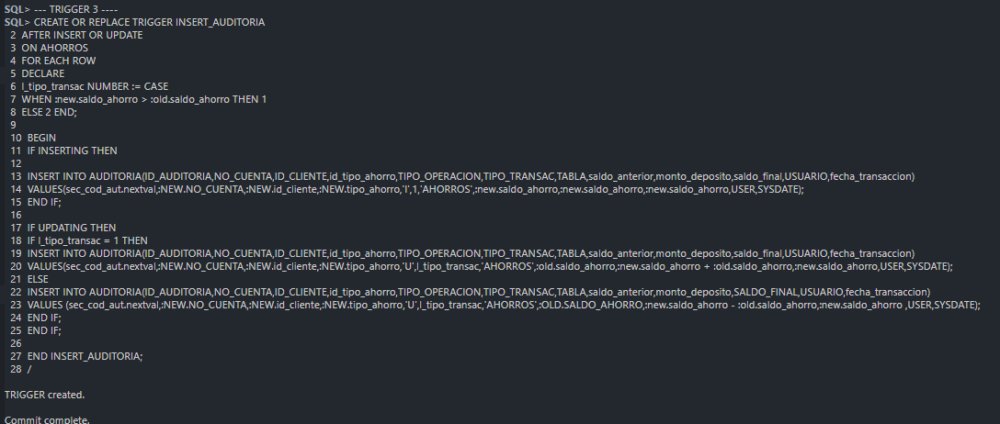 SQL> --- TRIGGER 3 ----
SQL> CREATE OR REPLACE TRIGGER INSERT_AUDITORIA
2 AFTER INSERT OR UPDATE
3 ON AHORROS
4 FOR EACH ROW
5 DECLARE
6 l_tipo_transac NUMBER := CASE
7 WHEN :new.saldo_ahorro > :old.saldo_ahorro THEN 1
8 ELSE 2 END;
9
10 BEGIN
11 IF INSERTING THEN
12
13 INSERT INTO AUDITORIA(ID_AUDITORIA,NO_CUENTA,ID_CLIENTE,id_tipo_ahorro,TIPO_OPERACION,TIPO_TRANSAC,TABLA,saldo_anterior,monto_deposito,saldo_final,USUARIO,fecha_transaccion)
14 VALUES(sec_cod_aut.nextval,:NEW.NO_CUENTA,:NEW.id_cliente,:NEW.tipo_ahorro,'I',1,'AHORROS',:new.saldo_ahorro,:new.saldo_ahorro,:new.saldo_ahorro,USER,SYSDATE);
15 END IF;
16
17 IF UPDATING THEN
18 IF l_tipo_transac = 1 THEN
19 INSERT INTO AUDITORIA(ID_AUDITORIA,NO_CUENTA,ID_CLIENTE,id_tipo_ahorro,TIPO_OPERACION,TIPO_TRANSAC,TABLA,saldo_anterior,monto_deposito,saldo_final,USUARIO,fecha_transaccion)
20 VALUES(sec_cod_aut.nextval,:NEW.NO_CUENTA,:NEW.id_cliente,:NEW.tipo_ahorro,'U',l_tipo_transac,'AHORROS',:old.saldo_ahorro,:new.saldo_ahorro + :old.saldo_ahorro,:new.saldo_ahorro,USER,SYSDATE);
21 ELSE
22 INSERT INTO AUDITORIA(ID_AUDITORIA,NO_CUENTA,ID_CLIENTE,id_tipo_ahorro,TIPO_OPERACION,TIPO_TRANSAC,TABLA,saldo_anterior,monto_deposito,SALDO_FINAL,USUARIO,fecha_transaccion)
23 VALUES (sec_cod_aut.nextval,:NEW.NO_CUENTA,:NEW.id_cliente,:NEW.tipo_ahorro,'U',l_tipo_transac,'AHORROS',:OLD.SALDO_AHORRO,:new.saldo_ahorro - :old.saldo_ahorro,:new.saldo_ahorro ,USER,SYSDATE);
24 END IF;
25 END IF;
26
27 END INSERT_AUDITORIA;
28 /
TRIGGER created.
Commit complete.